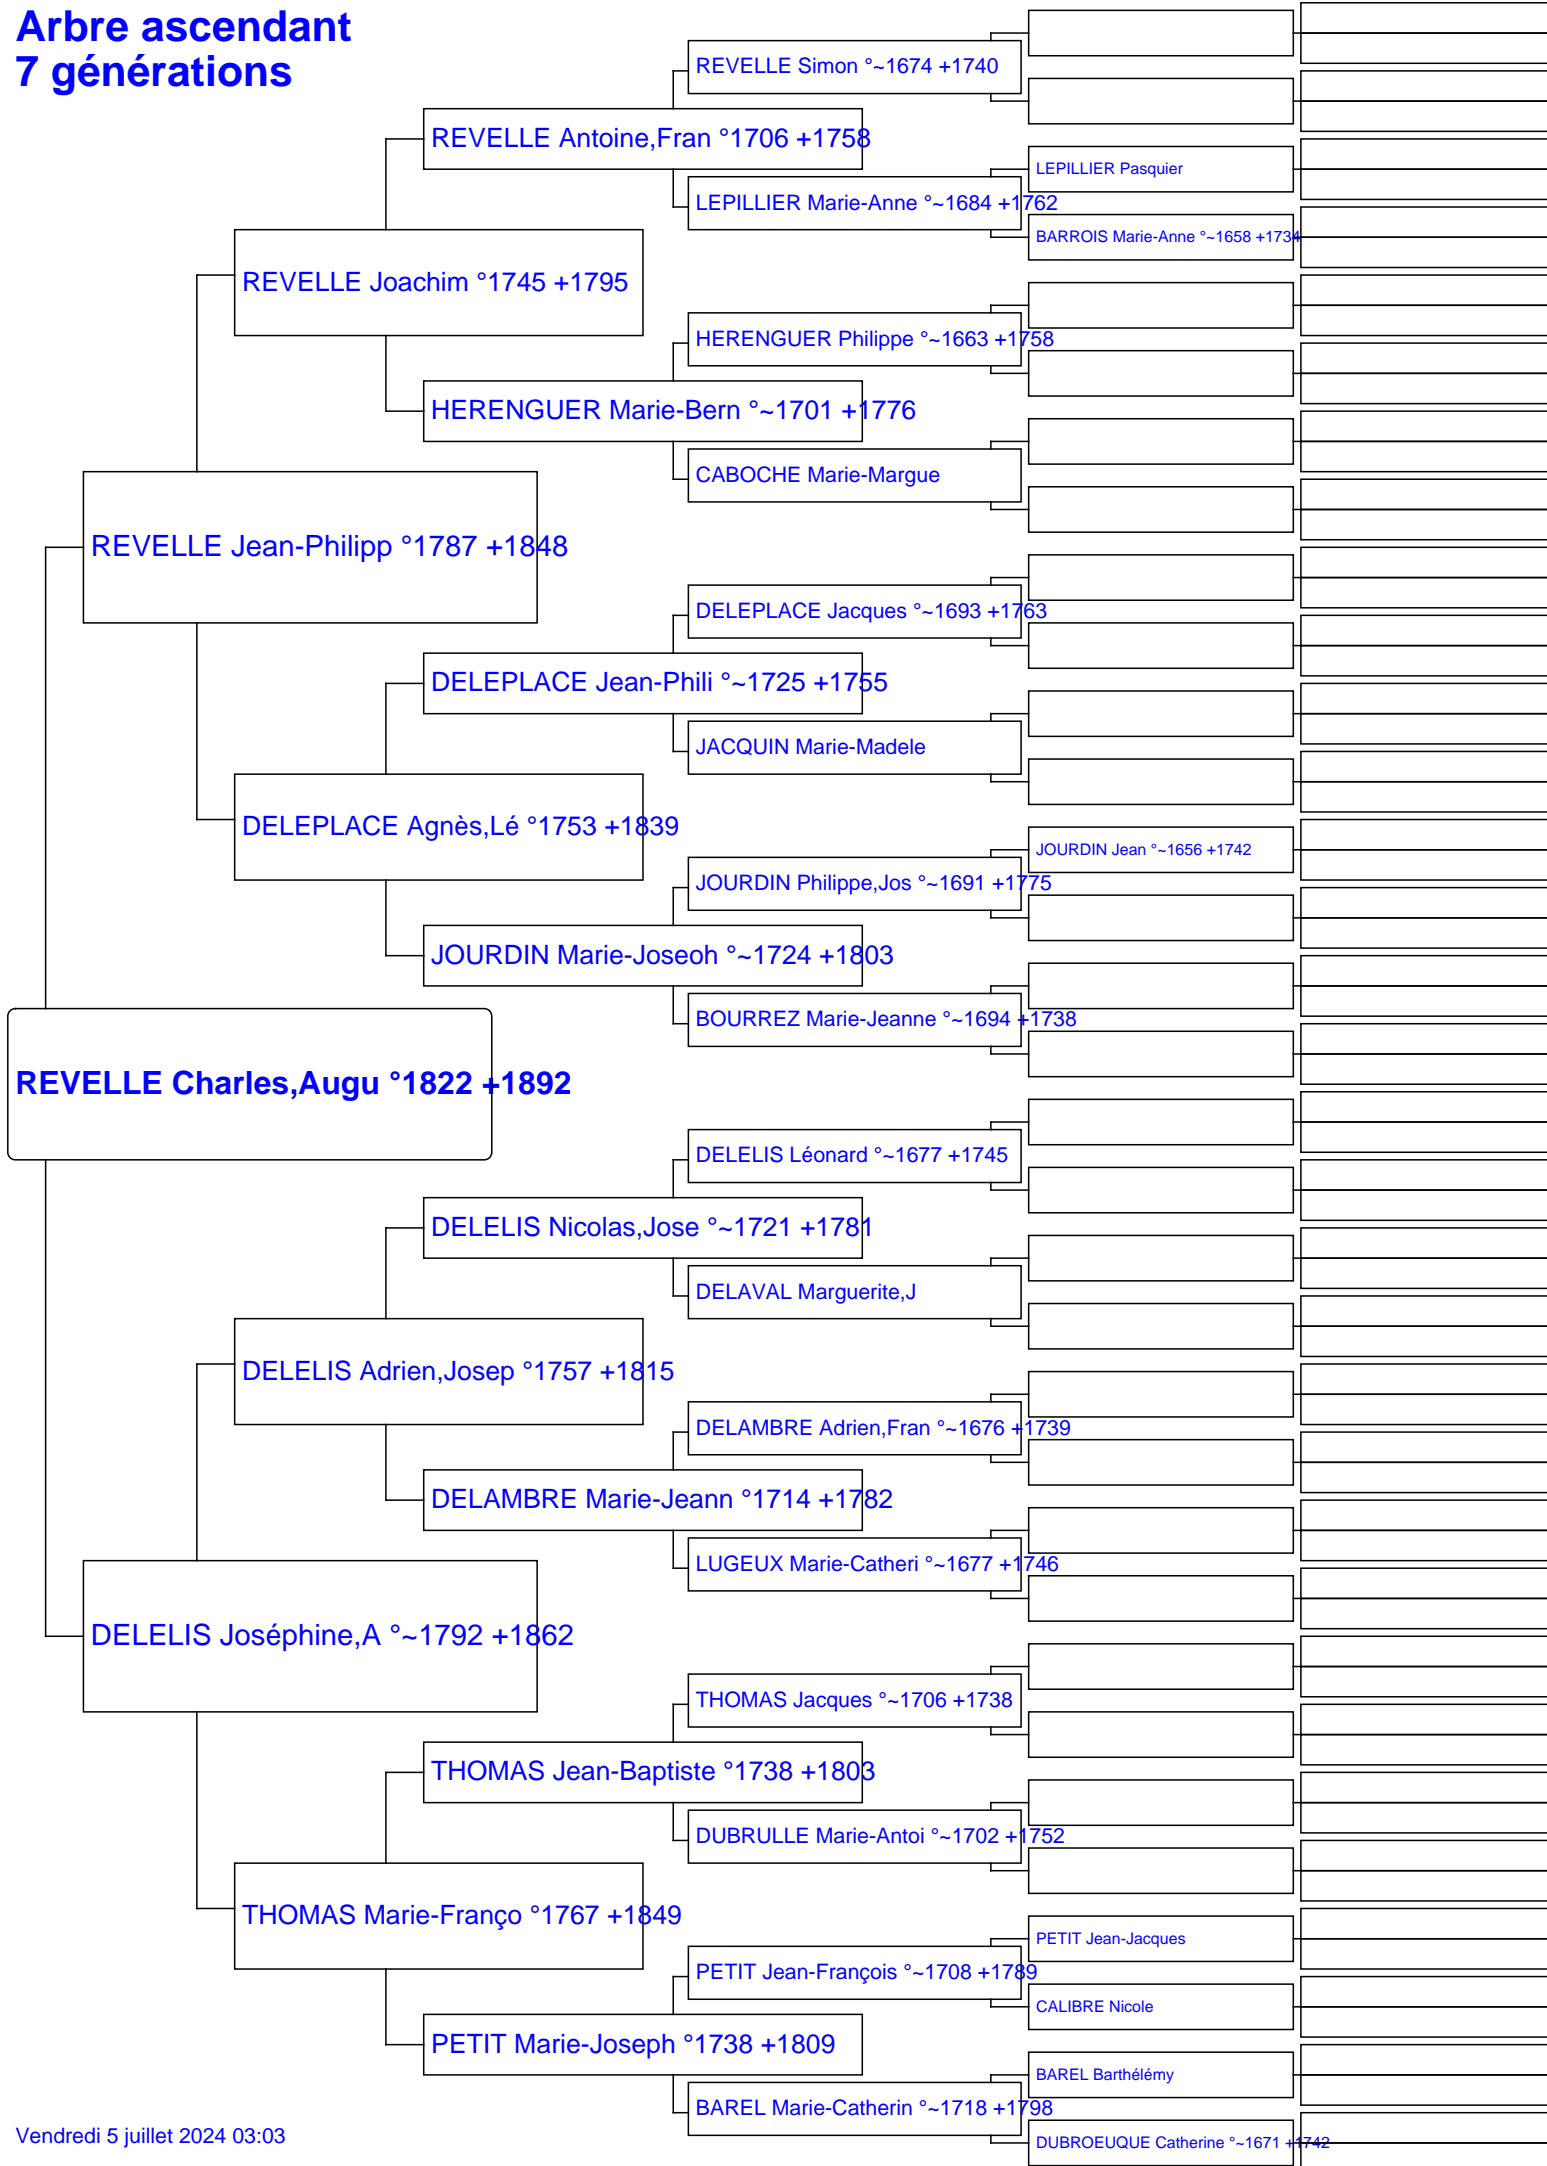 Arbre ascendant
7 générations
REVELLE Simon °~1674 +1740
REVELLE Antoine,Fran °1706 +1758
LEPILLIER Pasquier
LEPILLIER Marie-Anne °~1684 +1762
BARROIS Marie-Anne °~1658 +1734
REVELLE Joachim °1745 +1795
HERENGUER Philippe °~1663 +1758
HERENGUER Marie-Bern °~1701 +1776
CABOCHE Marie-Margue
REVELLE Jean-Philipp °1787 +1848
DELEPLACE Jacques °~1693 +1763
DELEPLACE Jean-Phili °~1725 +1755
JACQUIN Marie-Madele
DELEPLACE Agnès,Lé °1753 +1839
JOURDIN Jean °~1656 +1742
JOURDIN Philippe,Jos °~1691 +1775
JOURDIN Marie-Joseoh °~1724 +1803
BOURREZ Marie-Jeanne °~1694 +1738
REVELLE Charles,Augu °1822 +1892
DELELIS Léonard °~1677 +1745
DELELIS Nicolas,Jose °~1721 +1781
DELAVAL Marguerite,J
DELELIS Adrien,Josep °1757 +1815
DELAMBRE Adrien,Fran °~1676 +1739
DELAMBRE Marie-Jeann °1714 +1782
LUGEUX Marie-Catheri °~1677 +1746
DELELIS Joséphine,A °~1792 +1862
THOMAS Jacques °~1706 +1738
THOMAS Jean-Baptiste °1738 +1803
DUBRULLE Marie-Antoi °~1702 +1752
THOMAS Marie-Franço °1767 +1849
PETIT Jean-Jacques
PETIT Jean-François °~1708 +1789
CALIBRE Nicole
PETIT Marie-Joseph °1738 +1809
BAREL Barthélémy
BAREL Marie-Catherin °~1718 +1798
DUBROEUQUE Catherine °~1671 +1742
Vendredi 5 juillet 2024 03:03